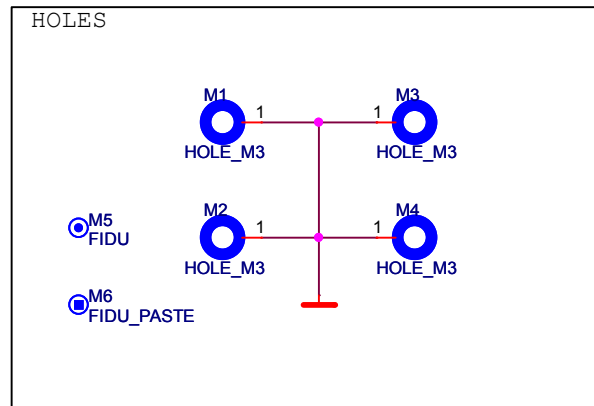 HOLES
M1
1
HOLE_M3
M3
1
HOLE_M3
M2
1
HOLE_M3
M4
1
HOLE_M3
M5
FIDU
M6
FIDU_PASTE